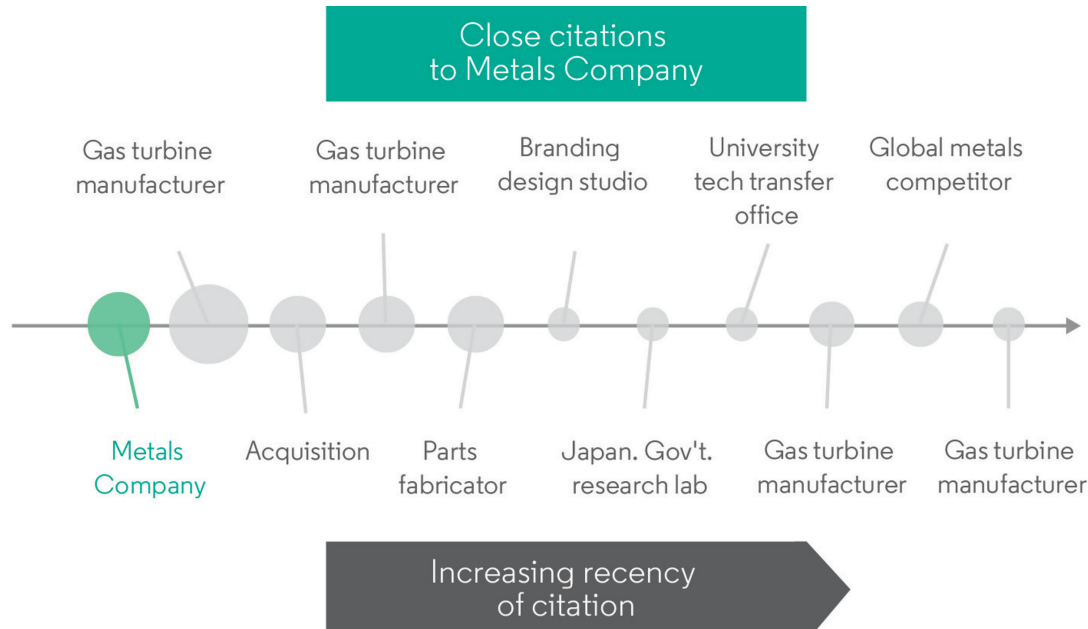 Close citations
to Metals Company
Gas turbine
manufacturer
Gas turbine
manufacturer
Branding
design studio
University
tech transfer
office
Global metals
competitor
Metals
Company
Acquisition
Parts
fabricator
Japan. Gov't.
research lab
Gas turbine
manufacturer
Gas turbine
manufacturer
Increasing recency
of citation